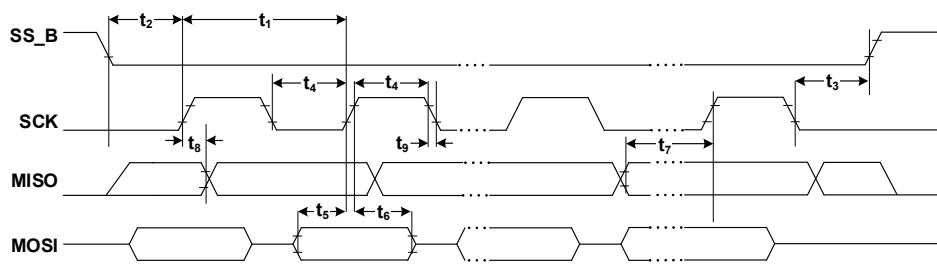 t2 t1
SS_B
t4 t4 t3
SCK
t8 t9 t7
MISO
t5 t6
MOSI